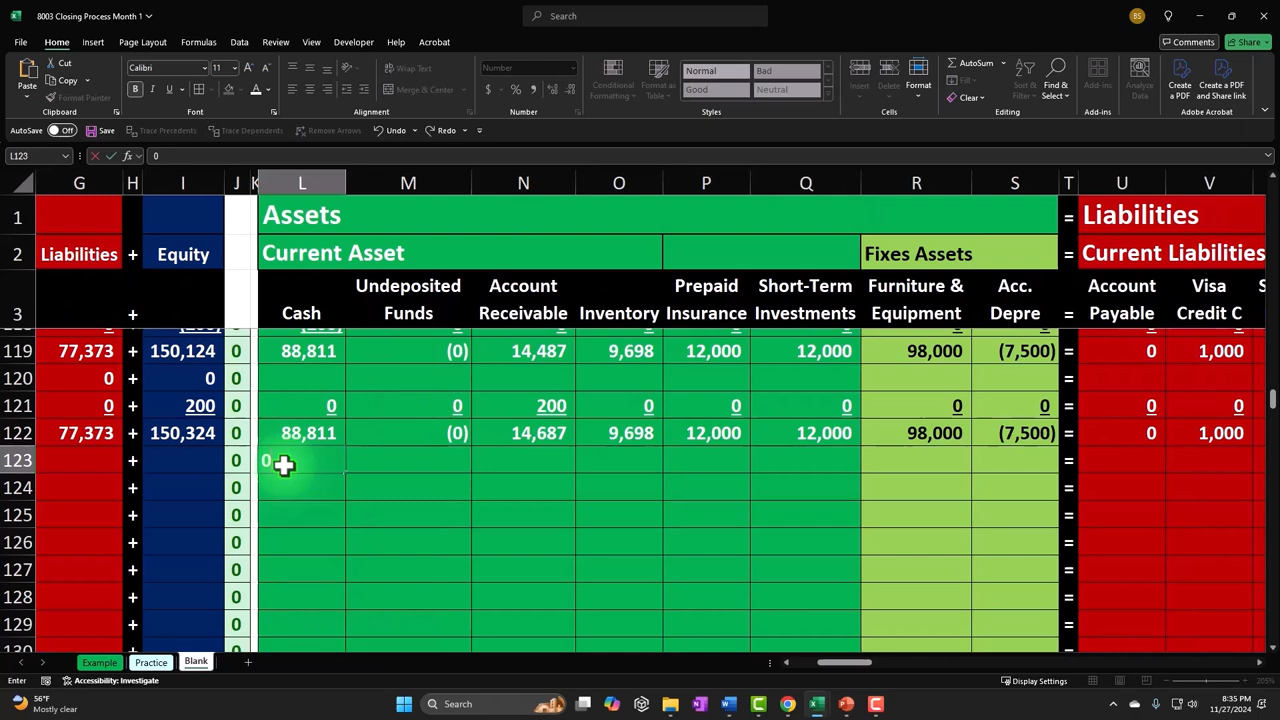 8003 Closing Process Month 1
Search
BS
File Home Insert Page Layout Formulas Data Review View Developer Help Acrobat
Comments Share
Paste Cut Copy Format Painter
Clipboard
Calibri 11
Font
Wrap Text
Merge & Center
Alignment
Number
Number
Conditional Formatting Format as Table
Normal Bad Good Neutral
Styles
Insert Delete Format
Cells
AutoSum Fill Clear
Sort & Filter Find & Select
Editing
Add-ins
Add-ins
Analyze Data
Create a PDF Create a PDF and Share link
Adobe Acrobat
AutoSave Off Save Trace Precedents Trace Dependents Remove Arrows Undo Redo
L123 fx 0
G H I J K L M N O P Q R S T U V
1 Assets = Liabilities
2 Liabilities + Equity Current Asset Fixes Assets = Current Liabilities
Undeposited Account Prepaid Short-Term Furniture & Acc. Account Visa
3 + Cash Funds Receivable Inventory Insurance Investments Equipment Depre = Payable Credit C
119 77,373 + 150,124 0 88,811 (0) 14,487 9,698 12,000 12,000 98,000 (7,500) = 0 1,000
120 0 + 0 0 =
121 0 + 200 0 0 0 200 0 0 0 0 0 = 0 0
122 77,373 + 150,324 0 88,811 (0) 14,687 9,698 12,000 12,000 98,000 (7,500) = 0 1,000
123 + 0 0 =
124 + 0 =
125 + 0 =
126 + 0 =
127 + 0 =
128 + 0 =
129 + 0 =
Example Practice Blank
Enter Accessibility: Investigate Display Settings 205%
56°F
Mostly clear
Search
8:35 PM
11/27/2024